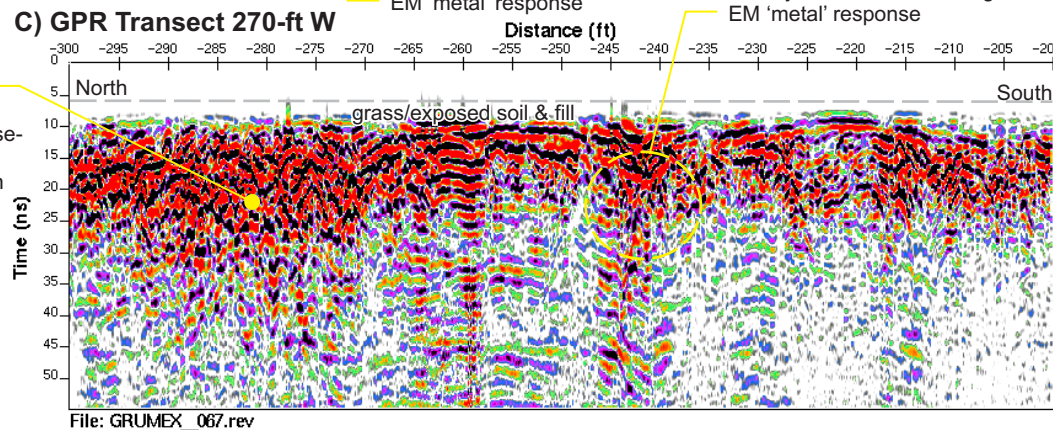 EM 'metal' response
EM 'metal' response
C) GPR Transect 270-ft W
Distance (ft)
-300 -295 -290 -285 -280 -275 -270 -265 -260 -255 -250 -245 -240 -235 -230 -225 -220 -215 -210 -205
0
5
10
15
20
25
30
35
40
45
50
Time (ns)
North
South
grass/exposed soil & fill
File: GRUMEX_067.rev